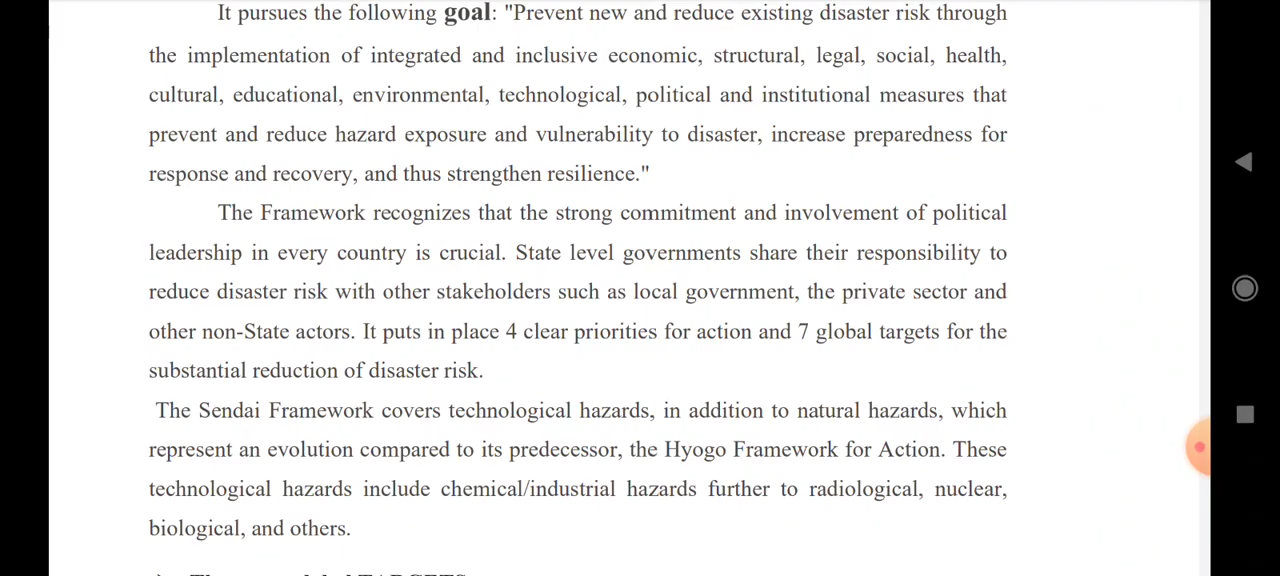 It pursues the following goal: "Prevent new and reduce existing disaster risk through
the implementation of integrated and inclusive economic, structural, legal, social, health,
cultural, educational, environmental, technological, political and institutional measures that
prevent and reduce hazard exposure and vulnerability to disaster, increase preparedness for
response and recovery, and thus strengthen resilience."
The Framework recognizes that the strong commitment and involvement of political
leadership in every country is crucial. State level governments share their responsibility to
reduce disaster risk with other stakeholders such as local government, the private sector and
other non-State actors. It puts in place 4 clear priorities for action and 7 global targets for the
substantial reduction of disaster risk.
The Sendai Framework covers technological hazards, in addition to natural hazards, which
represent an evolution compared to its predecessor, the Hyogo Framework for Action. These
technological hazards include chemical/industrial hazards further to radiological, nuclear,
biological, and others.
TARGETS